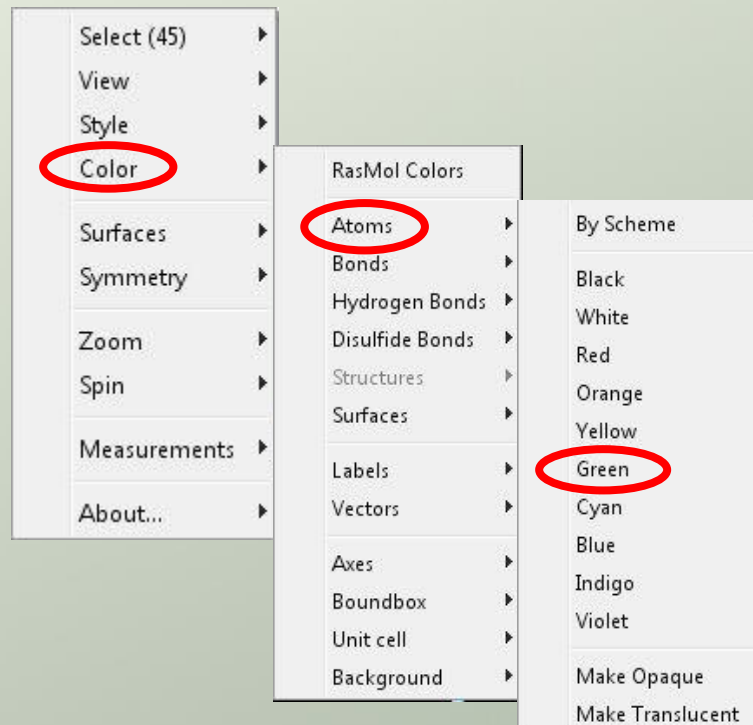 Select (45)
View
Style
Color
Surfaces
Symmetry
Zoom
Spin
Measurements
About...
RasMol Colors
Atoms
Bonds
Hydrogen Bonds
Disulfide Bonds
Structures
Surfaces
Labels
Vectors
Axes
Boundbox
Unit cell
Background
By Scheme
Black
White
Red
Orange
Yellow
Green
Cyan
Blue
Indigo
Violet
Make Opaque
Make Translucent